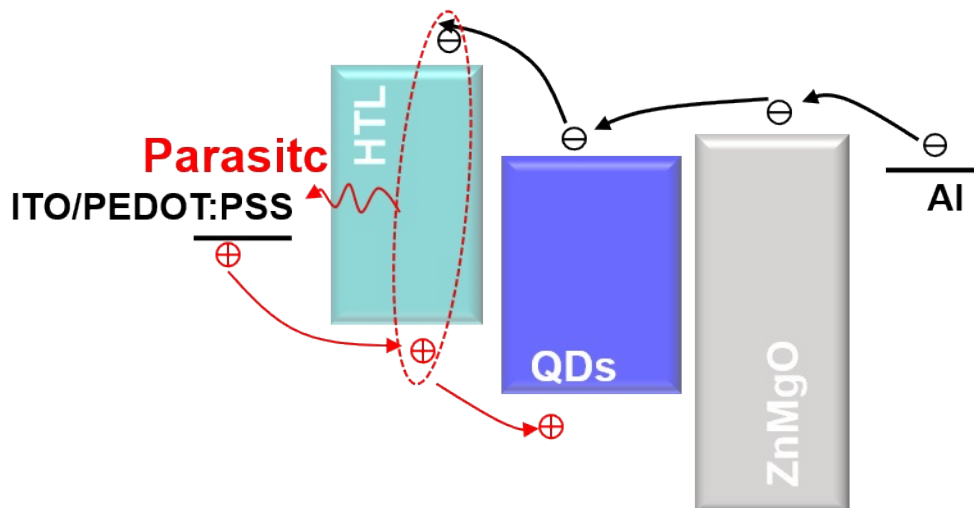 HTL
Parasitc
ITO/PEDOT:PSS
Al
QDs
ZnMgO